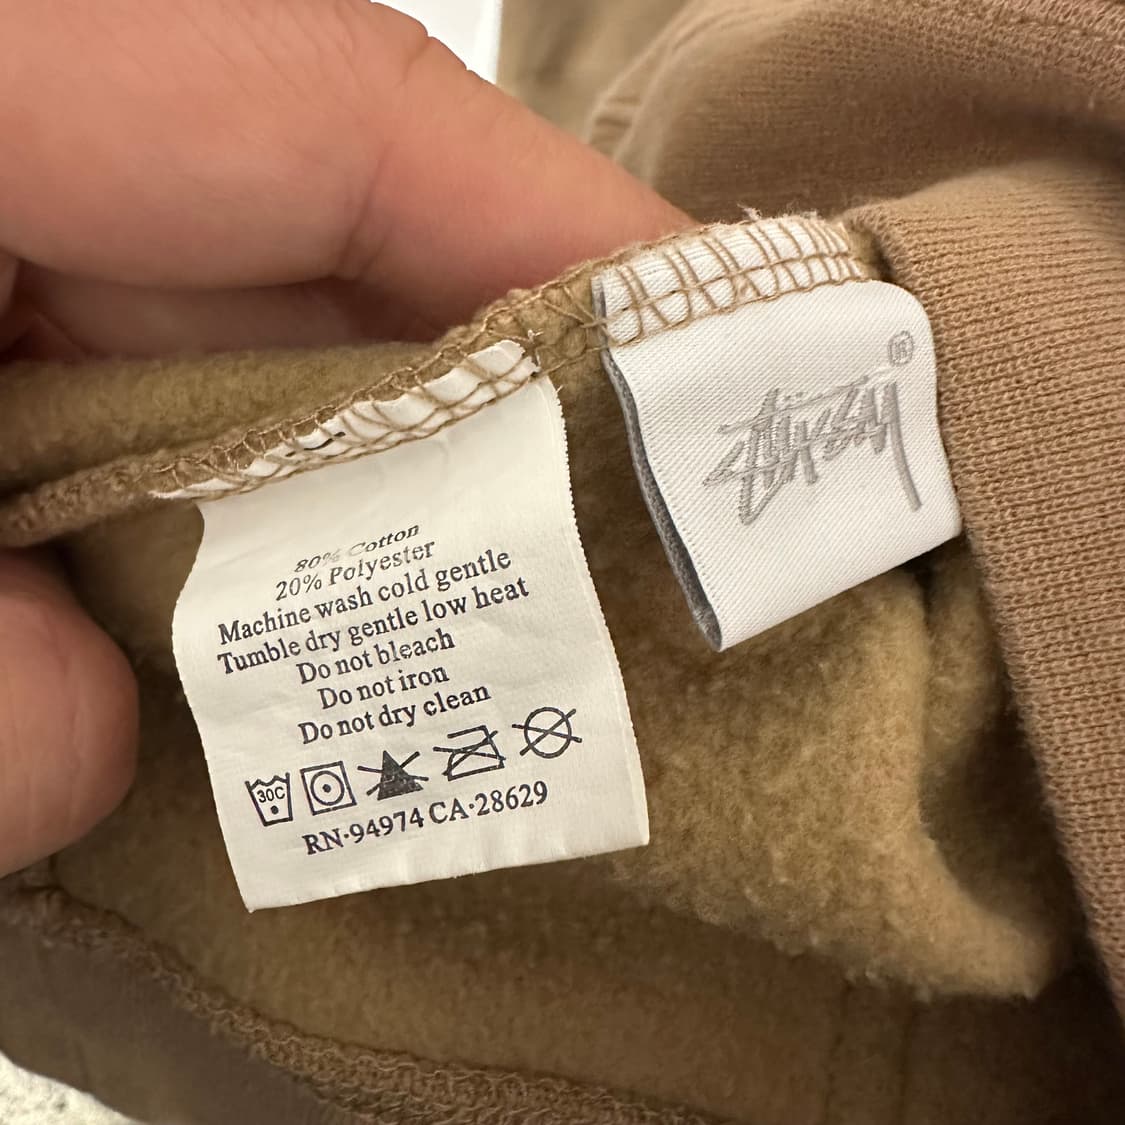 80% Cotton
20% Polyester
Machine wash cold gentle
Tumble dry gentle low heat
Do not bleach
Do not iron
Do not dry clean
30C
RN·94974 CA·28629
Stüssy ®